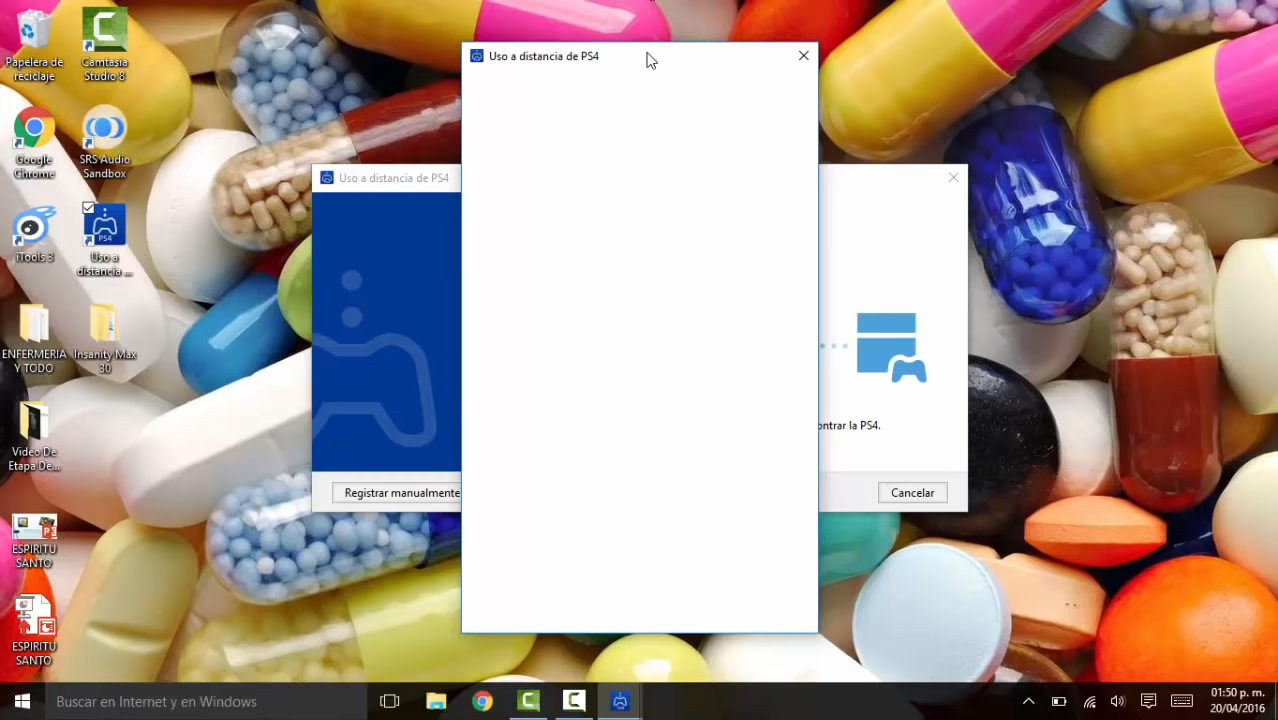 Papelera de
reciclaje
Camtasia
Studio 8
Google
Chrome
SRS Audio
Sandbox
iTools 3
PS4
Uso a
distancia ...
ENFERMERIA
Y TODO
Insanity Max
30
Video De
Etapa De...
ESPIRITU
SANTO
ESPIRITU
SANTO
Uso a distancia de PS4
Uso a distancia de PS4
ontrar la PS4.
Registrar manualmente
Cancelar
Buscar en Internet y en Windows
01:50 p. m.
20/04/2016